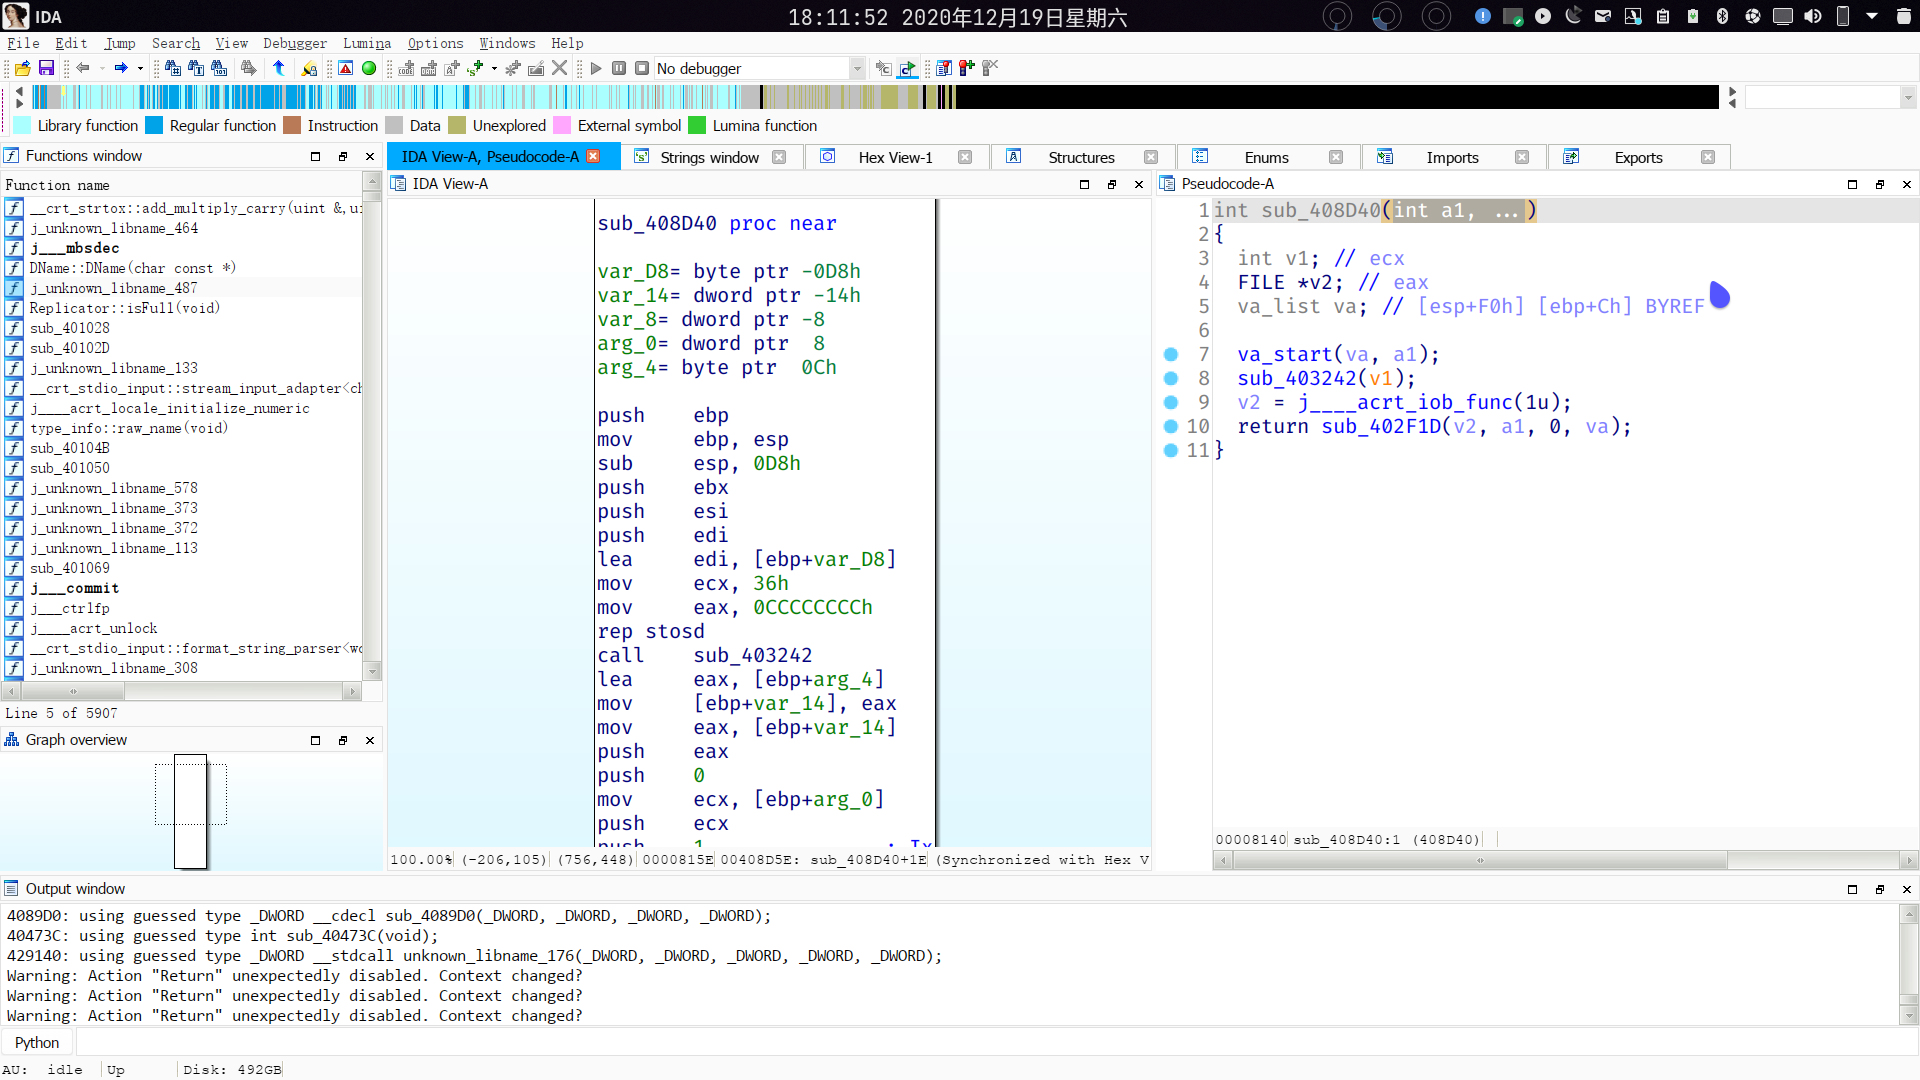 IDA
18:11:52 2020年12月19日星期六
File Edit Jump Search View Debugger Lumina Options Windows Help
No debugger
Library function Regular function Instruction Data Unexplored External symbol Lumina function
Functions window
Function name
__crt_strtox::add_multiply_carry(uint &,ui
j_unknown_libname_464
j___mbsdec
DName::DName(char const *)
j_unknown_libname_487
Replicator::isFull(void)
sub_401028
sub_40102D
j_unknown_libname_133
__crt_stdio_input::stream_input_adapter<ch
j____acrt_locale_initialize_numeric
type_info::raw_name(void)
sub_40104B
sub_401050
j_unknown_libname_578
j_unknown_libname_373
j_unknown_libname_372
j_unknown_libname_113
sub_401069
j___commit
j___ctrlfp
j____acrt_unlock
__crt_stdio_input::format_string_parser<wc
j_unknown_libname_308
Line 5 of 5907
Graph overview
IDA View-A, Pseudocode-A Strings window Hex View-1 Structures Enums Imports Exports
IDA View-A
sub_408D40 proc near
var_D8= byte ptr -0D8h
var_14= dword ptr -14h
var_8= dword ptr -8
arg_0= dword ptr  8
arg_4= byte ptr  0Ch
push    ebp
mov     ebp, esp
sub     esp, 0D8h
push    ebx
push    esi
push    edi
lea     edi, [ebp+var_D8]
mov     ecx, 36h
mov     eax, 0CCCCCCCCh
rep stosd
call    sub_403242
lea     eax, [ebp+arg_4]
mov     [ebp+var_14], eax
mov     eax, [ebp+var_14]
push    eax
push    0
mov     ecx, [ebp+arg_0]
push    ecx
push    1               ; Ix
100.00% (-206,105) (756,448) 0000815E 00408D5E: sub_408D40+1E (Synchronized with Hex V
Pseudocode-A
1 int sub_408D40(int a1, ...)
2 {
3   int v1; // ecx
4   FILE *v2; // eax
5   va_list va; // [esp+F0h] [ebp+Ch] BYREF
6
7   va_start(va, a1);
8   sub_403242(v1);
9   v2 = j____acrt_iob_func(1u);
10   return sub_402F1D(v2, a1, 0, va);
11 }
00008140 sub_408D40:1 (408D40)
Output window
4089D0: using guessed type _DWORD __cdecl sub_4089D0(_DWORD, _DWORD, _DWORD, _DWORD);
40473C: using guessed type int sub_40473C(void);
429140: using guessed type _DWORD __stdcall unknown_libname_176(_DWORD, _DWORD, _DWORD, _DWORD, _DWORD);
Warning: Action "Return" unexpectedly disabled. Context changed?
Warning: Action "Return" unexpectedly disabled. Context changed?
Warning: Action "Return" unexpectedly disabled. Context changed?
Python
AU: idle Up Disk: 492GB